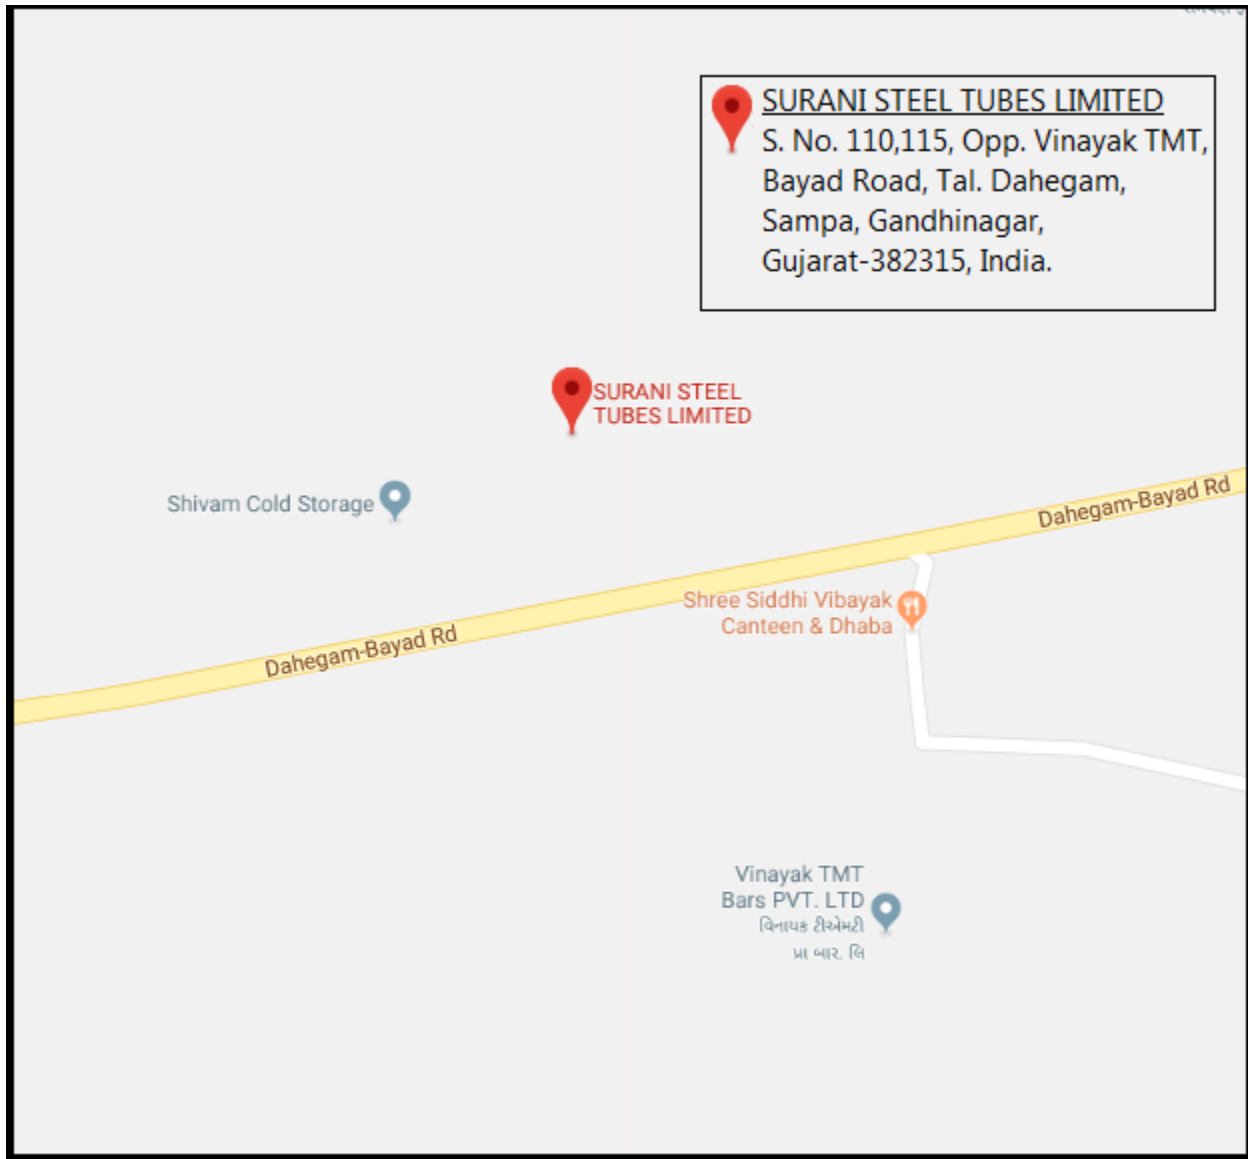 SURANI STEEL TUBES LIMITED
S. No. 110,115, Opp. Vinayak TMT,
Bayad Road, Tal. Dahegam,
Sampa, Gandhinagar,
Gujarat-382315, India.
SURANI STEEL
TUBES LIMITED
Shivam Cold Storage
Dahegam-Bayad Rd
Shree Siddhi Vibayak
Canteen & Dhaba
Dahegam-Bayad Rd
Vinayak TMT
Bars PVT. LTD
વિનાયક ટીએમટી
પ્રા બાર. લિ